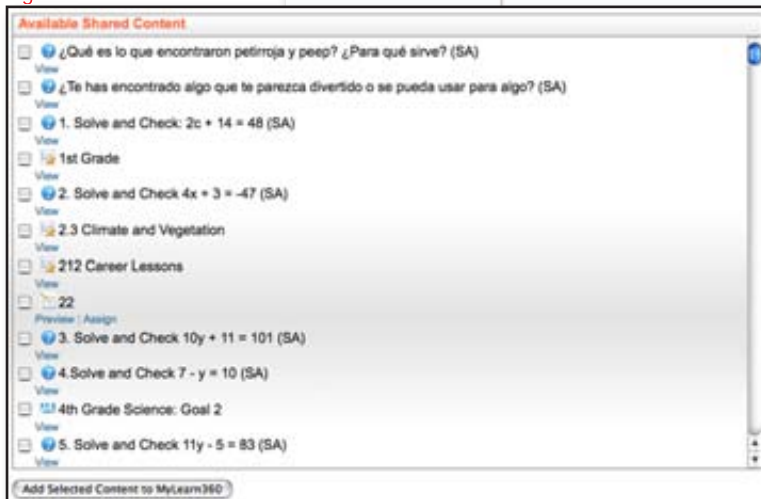 Available Shared Content
¿Qué es lo que encontraron petirroja y peep? ¿Para qué sirve? (SA)
View
¿Te has encontrado algo que te parezca divertido o se pueda usar para algo? (SA)
View
1. Solve and Check: 2c + 14 = 48 (SA)
View
1st Grade
View
2. Solve and Check 4x + 3 = -47 (SA)
View
2.3 Climate and Vegetation
View
212 Career Lessons
View
22
Preview | Assign
3. Solve and Check 10y + 11 = 101 (SA)
View
4.Solve and Check 7 - y = 10 (SA)
View
4th Grade Science: Goal 2
View
5. Solve and Check 11y - 5 = 83 (SA)
View
Add Selected Content to MyLearn360